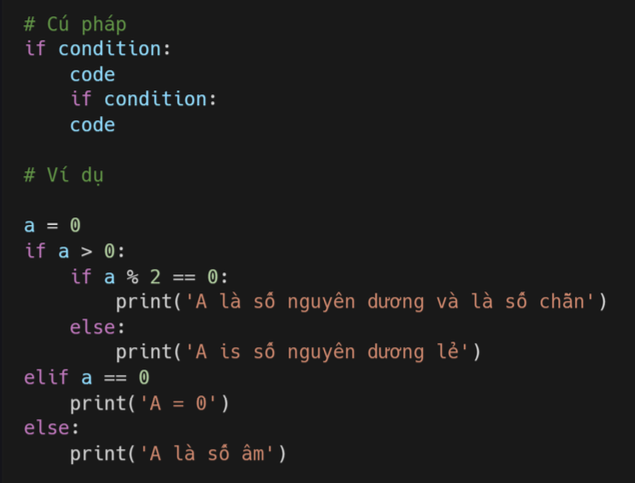 # Cú pháp
if condition:
    code
    if condition:
    code
# Ví dụ
a = 0
if a > 0:
    if a % 2 == 0:
        print('A là số nguyên dương và là số chẵn')
    else:
        print('A is số nguyên dương lẻ')
elif a == 0
    print('A = 0')
else:
    print('A là số âm')